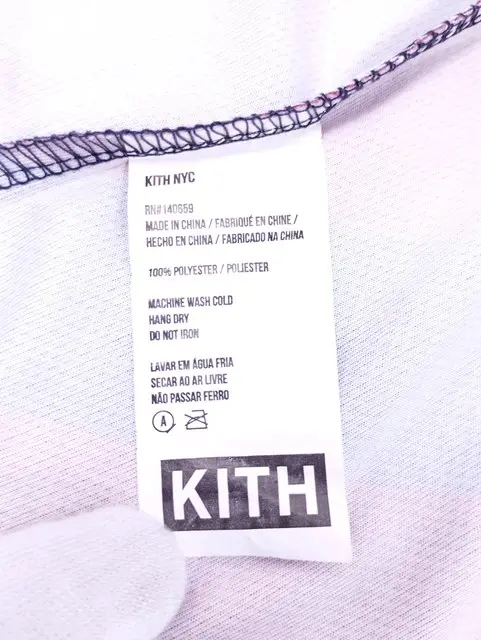 KITH NYC
RN#140659
MADE IN CHINA / FABRIQUÉ EN CHINE /
HECHO EN CHINA / FABRICADO NA CHINA
100% POLYESTER / POLIESTER
MACHINE WASH COLD
HANG DRY
DO NOT IRON
LAVAR EM ÁGUA FRIA
SECAR AO AR LIVRE
NÃO PASSAR FERRO
A
KITH